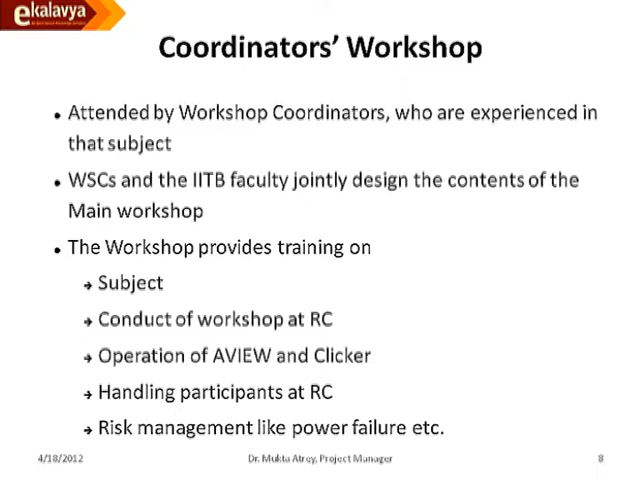 ekalavya
Coordinators' Workshop
• Attended by Workshop Coordinators, who are experienced in
that subject
• WSCs and the IITB faculty jointly design the contents of the
Main workshop
• The Workshop provides training on
→ Subject
→ Conduct of workshop at RC
→ Operation of AVIEW and Clicker
→ Handling participants at RC
→ Risk management like power failure etc.
4/18/2012 Dr. Mukta Atrey, Project Manager 8